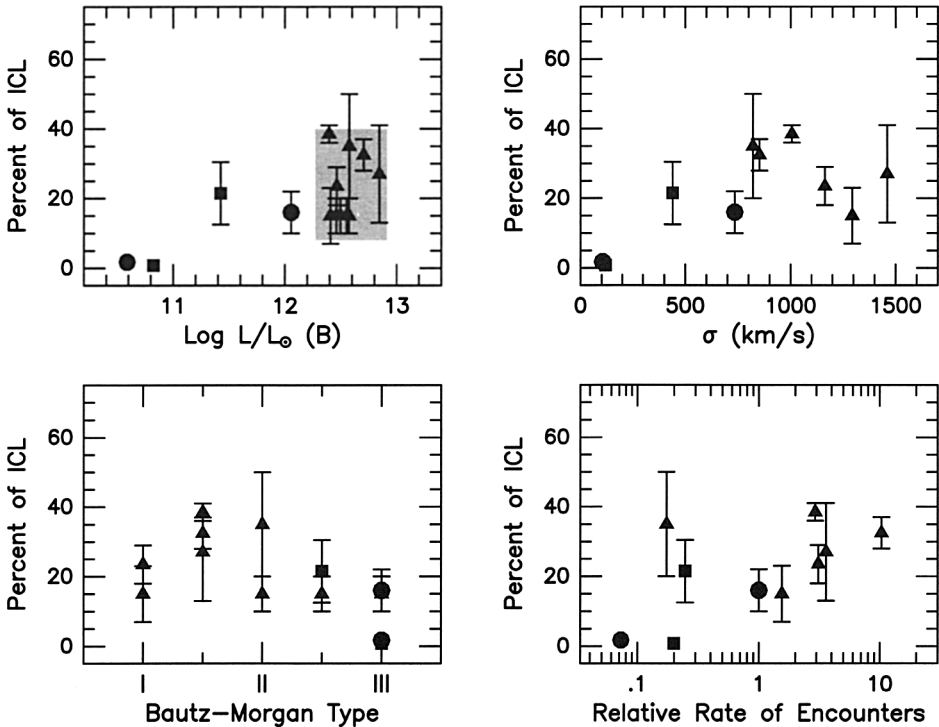 Percent of ICL
60
40
20
0
11
12
13
Log L/L☉ (B)
Percent of ICL
60
40
20
0
0
500
1000
1500
σ (km/s)
Percent of ICL
60
40
20
0
I
II
III
Bautz-Morgan Type
Percent of ICL
60
40
20
0
.1
1
10
Relative Rate of Encounters